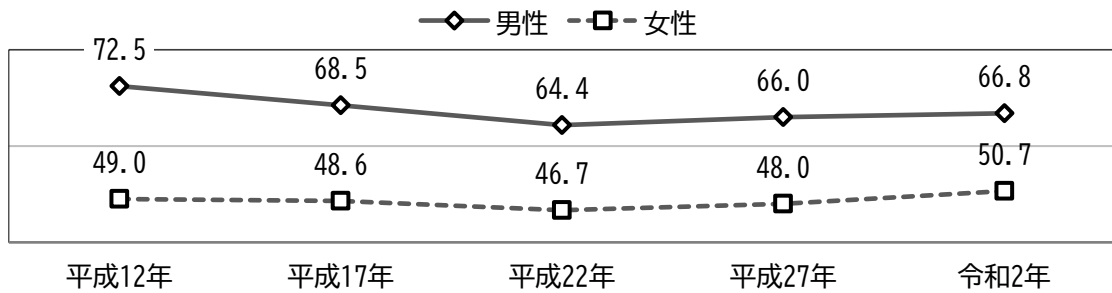 男性 女性
72.5 68.5 64.4 66.0 66.8
49.0 48.6 46.7 48.0 50.7
平成12年 平成17年 平成22年 平成27年 令和2年